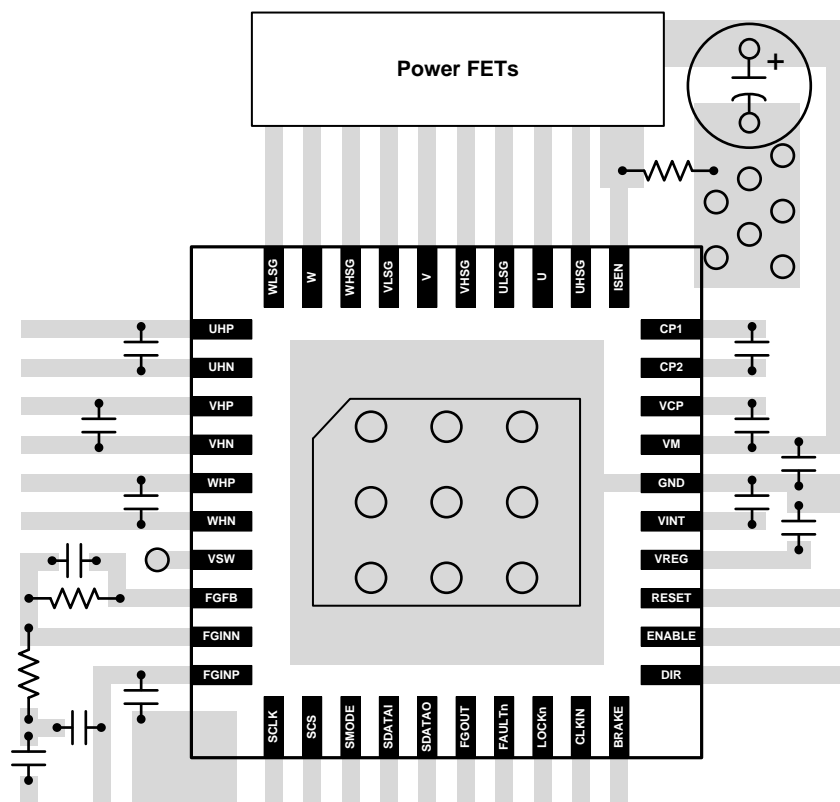 Power FETs
+
WLSG
W
WHSG
VLSG
V
VHSG
ULSG
U
UHSG
ISEN
UHP
UHN
VHP
VHN
WHP
WHN
VSW
FGFB
FGINN
FGINP
CP1
CP2
VCP
VM
GND
VINT
VREG
RESET
ENABLE
DIR
SCLK
SCS
SMODE
SDATAI
SDATAO
FGOUT
FAULTn
LOCKn
CLKIN
BRAKE